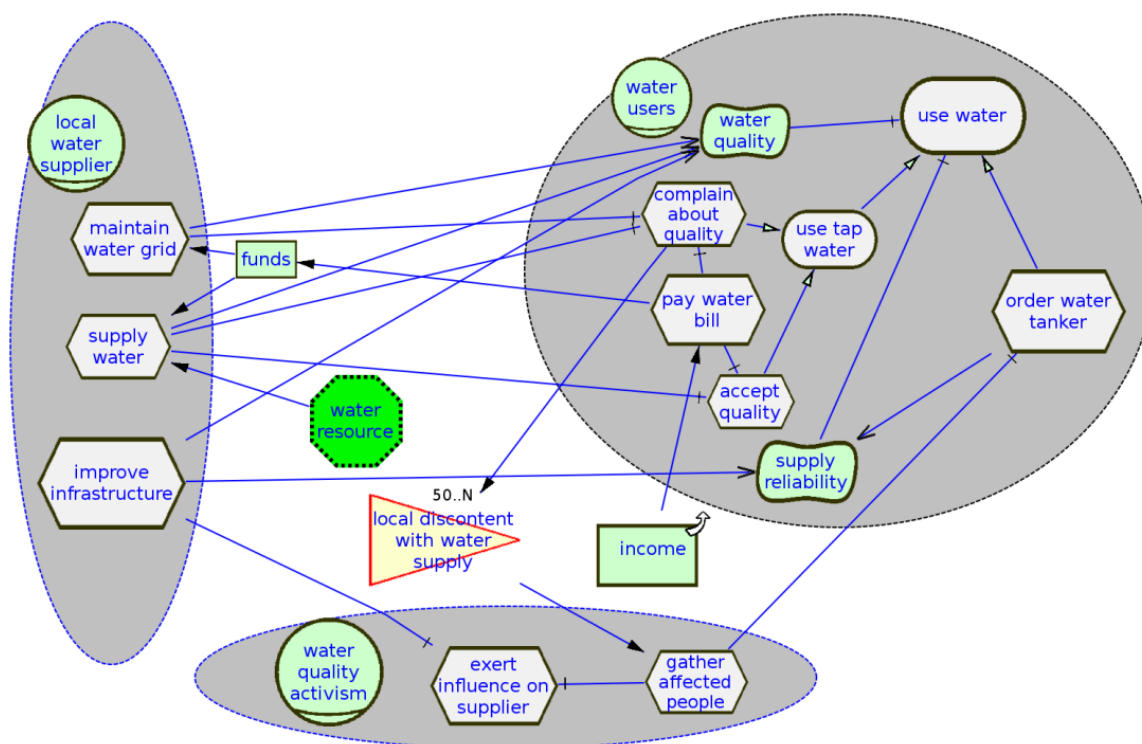 local
water
supplier
maintain
water grid
funds
supply
water
improve
infrastructure
water
resource
water
users
water
quality
use water
complain
about
quality
use tap
water
pay water
bill
order water
tanker
accept
quality
supply
reliability
50..N
local discontent
with water
supply
income
water
quality
activism
exert
influence on
supplier
gather
affected
people